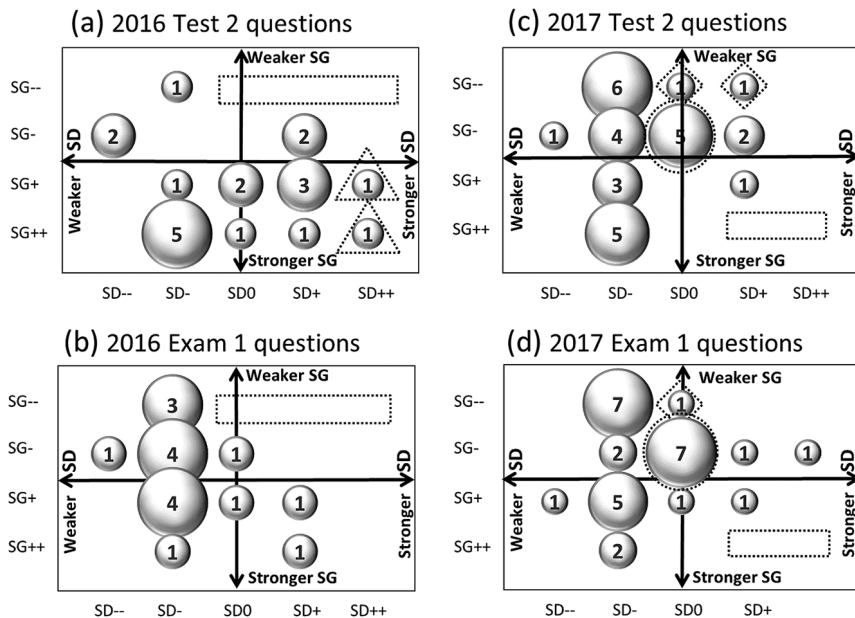 (a) 2016 Test 2 questions
Weaker SG
SG-- 1
SG- 2 2
SD SD
SG+ 1 2 3 1
Weaker Stronger
SG++ 5 1 1 1
Stronger SG
SD-- SD- SD0 SD+ SD++
(c) 2017 Test 2 questions
Weaker SG
SG-- 6 1 1
SG- 1 4 5 2
SD SD
SG+ 3 1
Weaker Stronger
SG++ 5
Stronger SG
SD-- SD- SD0 SD+ SD++
(b) 2016 Exam 1 questions
Weaker SG
SG-- 3
SG- 1 4 1
SD SD
SG+ 4 1 1
Weaker Stronger
SG++ 1 1
Stronger SG
SD-- SD- SD0 SD+ SD++
(d) 2017 Exam 1 questions
Weaker SG
SG-- 7 1
SG- 2 7 1 1
SD SD
SG+ 1 5 1 1
Weaker Stronger
SG++ 2
Stronger SG
SD-- SD- SD0 SD+